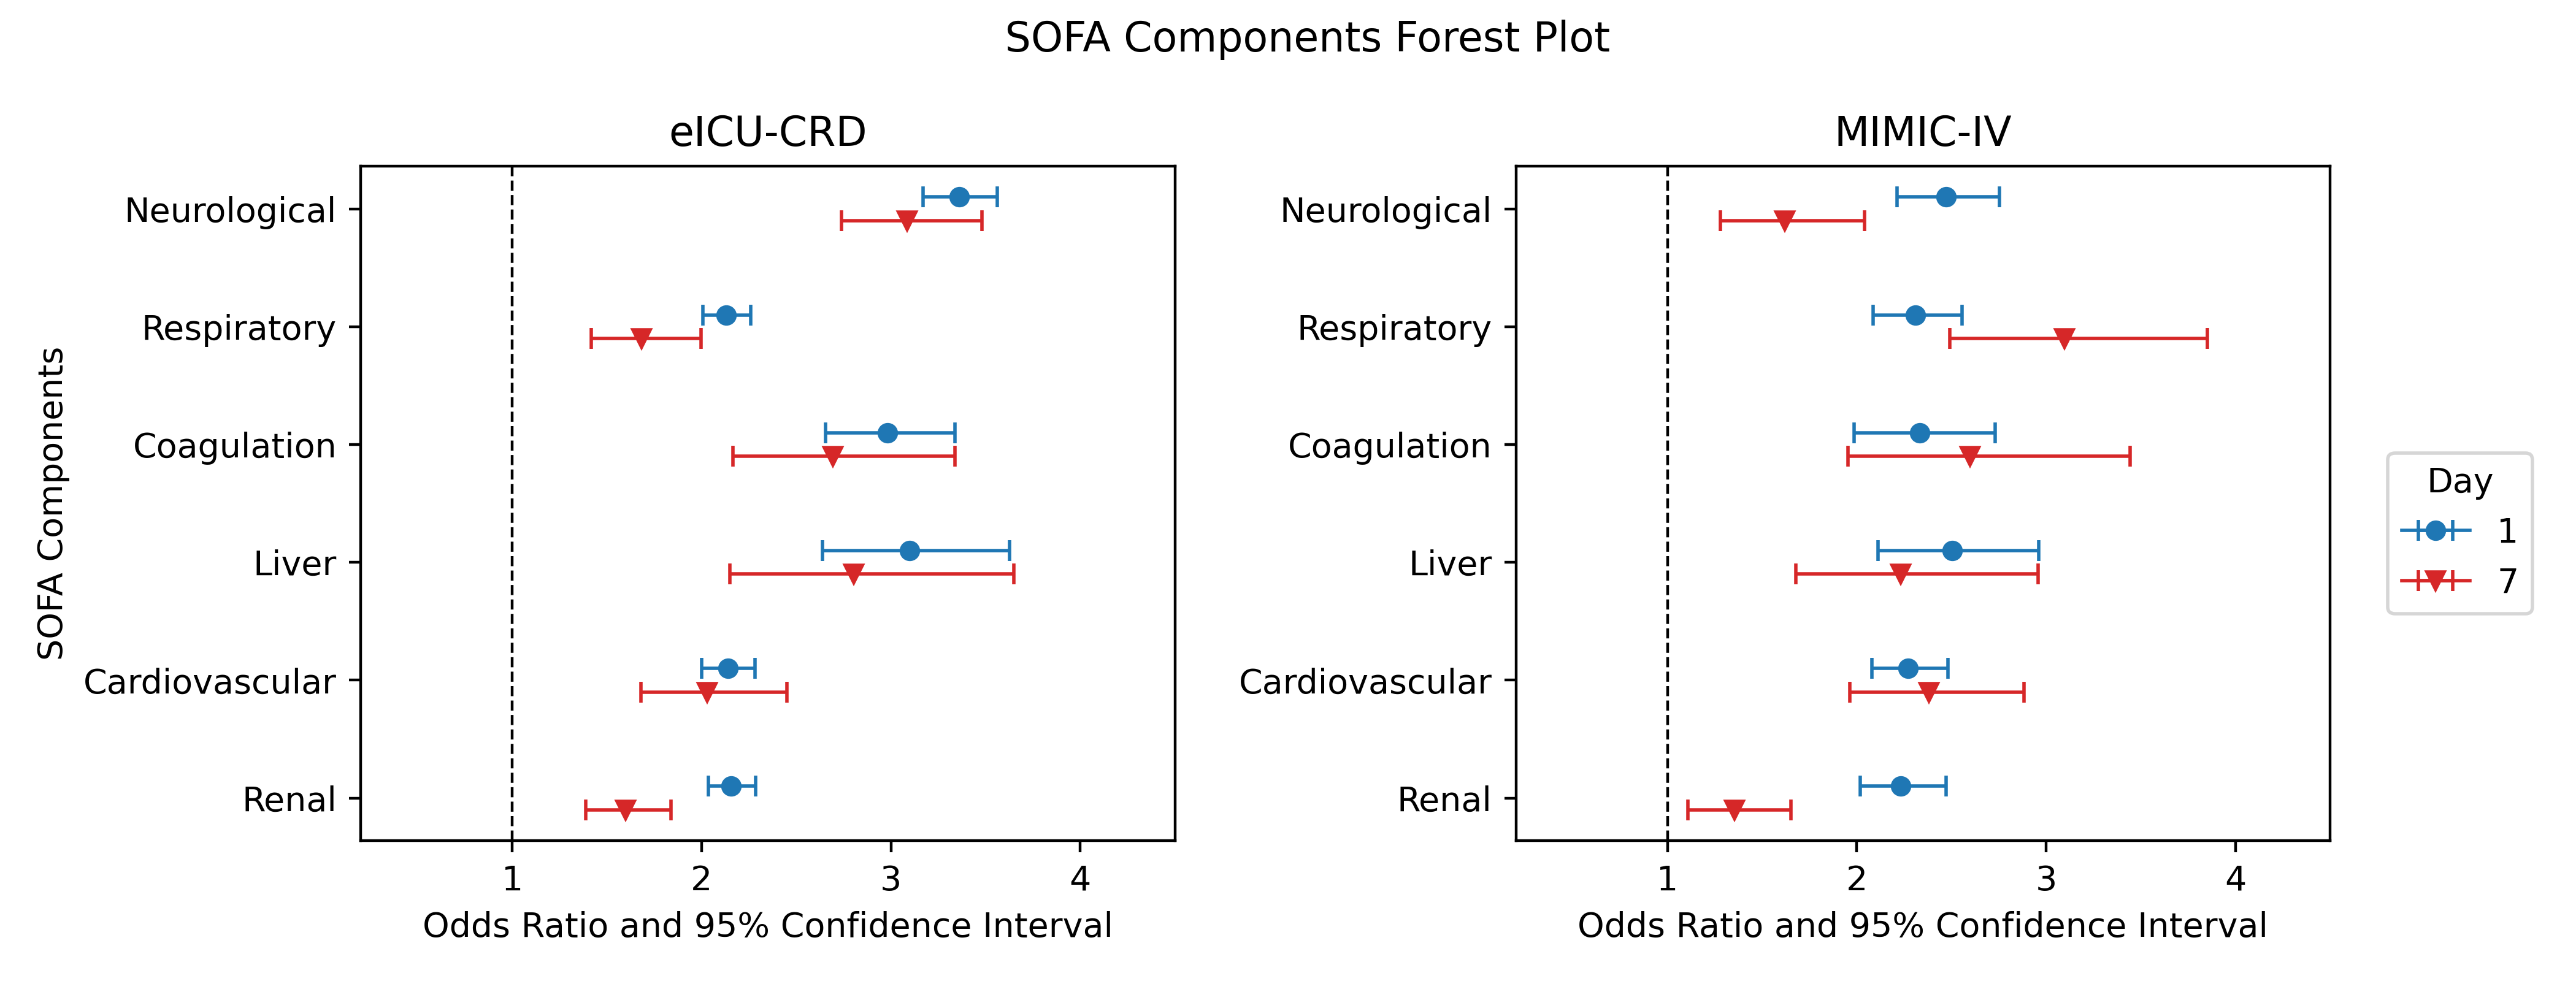 SOFA Components Forest Plot
eICU-CRD
SOFA Components
Neurological
Respiratory
Coagulation
Liver
Cardiovascular
Renal
1 2 3 4
Odds Ratio and 95% Confidence Interval
MIMIC-IV
Neurological
Respiratory
Coagulation
Liver
Cardiovascular
Renal
1 2 3 4
Odds Ratio and 95% Confidence Interval
Day
1
7